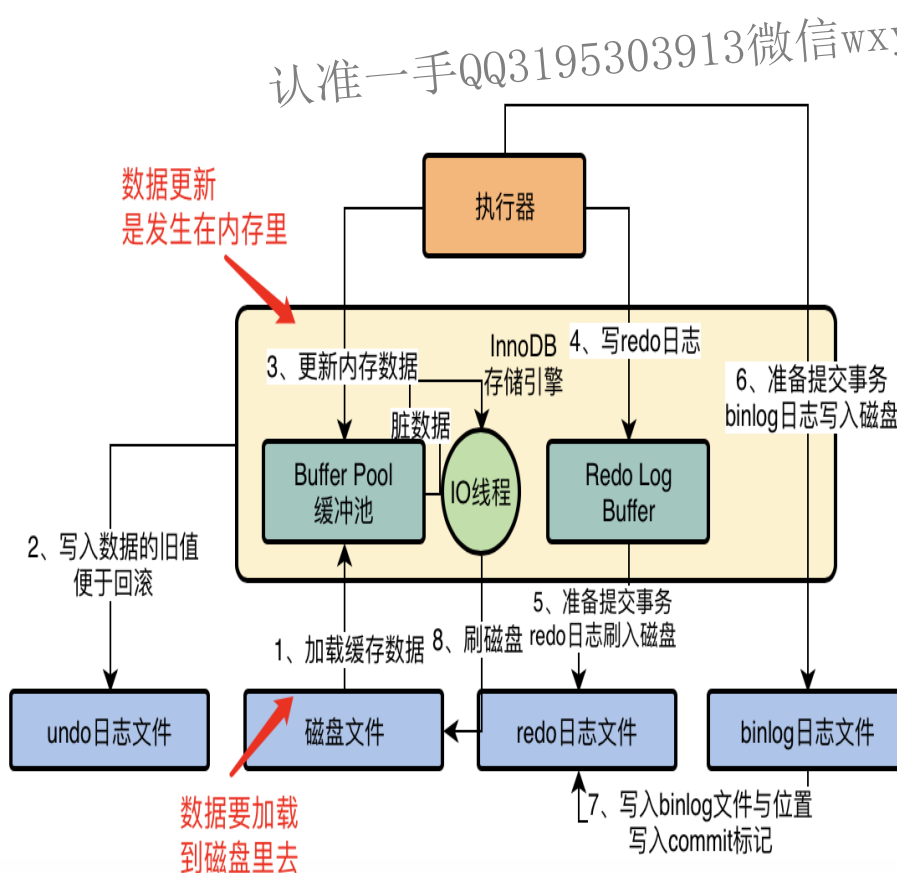 认准一手QQ3195303913微信wxy
执行器
数据更新
是发生在内存里
InnoDB
存储引擎
4、写redo日志
3、更新内存数据
6、准备提交事务
binlog日志写入磁盘
脏数据
Buffer Pool
缓冲池
IO线程
Redo Log
Buffer
2、写入数据的旧值
便于回滚
5、准备提交事务
redo日志刷入磁盘
1、加载缓存数据
8、刷磁盘
undo日志文件
磁盘文件
redo日志文件
binlog日志文件
数据要加载
到磁盘里去
7、写入binlog文件与位置
写入commit标记